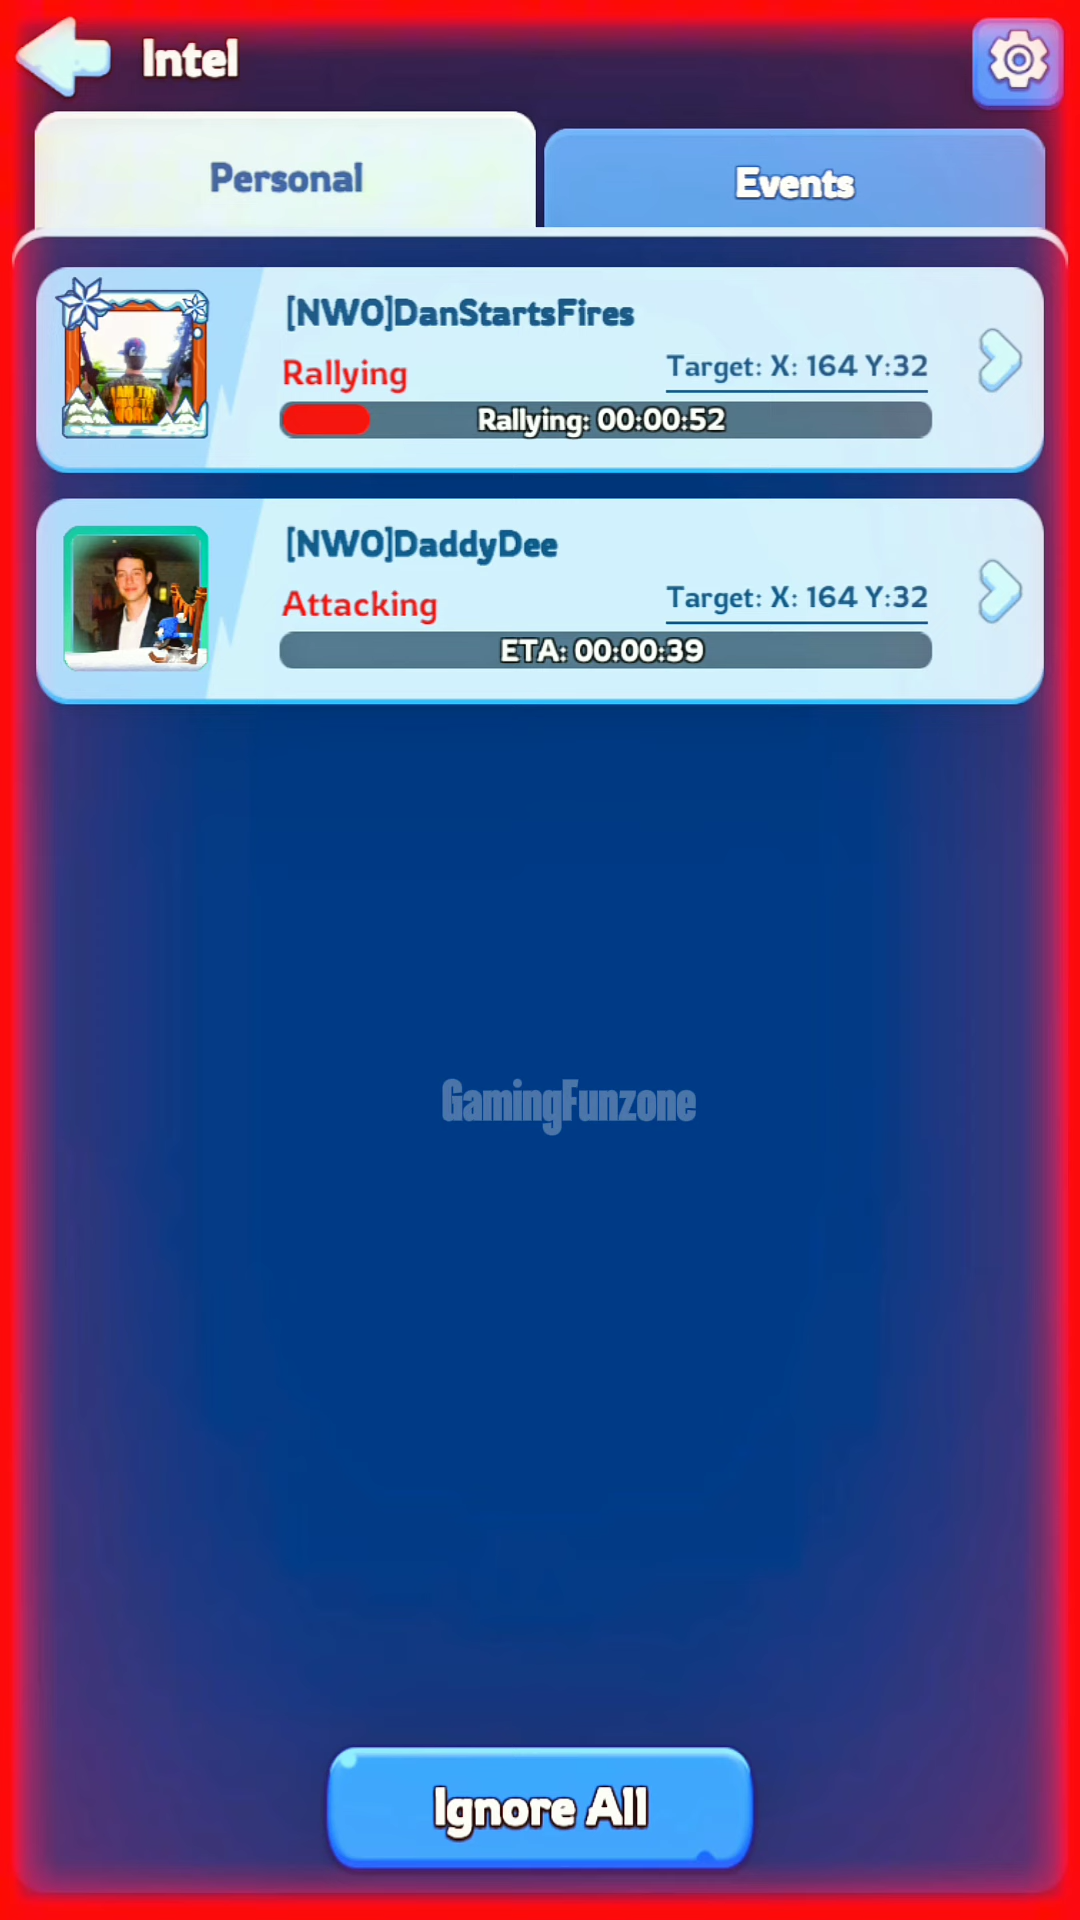 Intel
Personal
Events
[NWO]DanStartsFires
Rallying
Target: X: 164 Y:32
Rallying: 00:00:52
[NWO]DaddyDee
Attacking
Target: X: 164 Y:32
ETA: 00:00:39
GamingFunzone
Ignore All